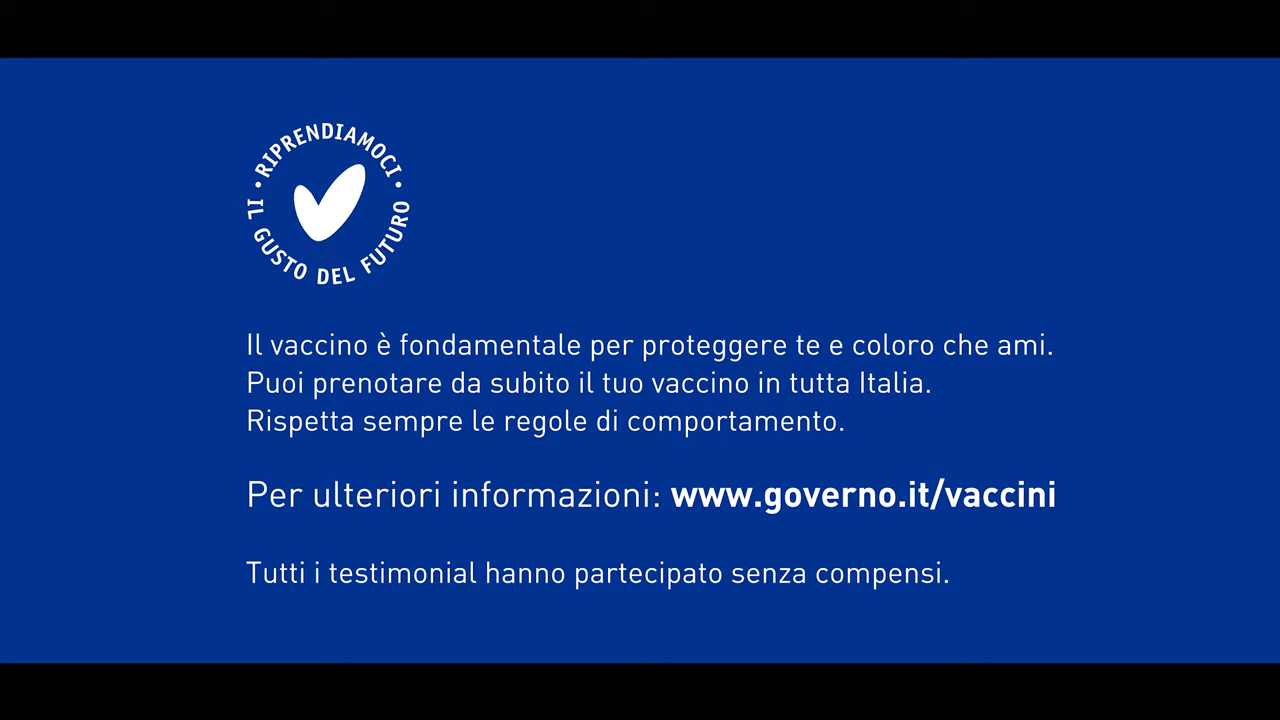 • RIPRENDIAMOCI •
IL GUSTO DEL FUTURO
Il vaccino è fondamentale per proteggere te e coloro che ami.
Puoi prenotare da subito il tuo vaccino in tutta Italia.
Rispetta sempre le regole di comportamento.
Per ulteriori informazioni: www.governo.it/vaccini
Tutti i testimonial hanno partecipato senza compensi.